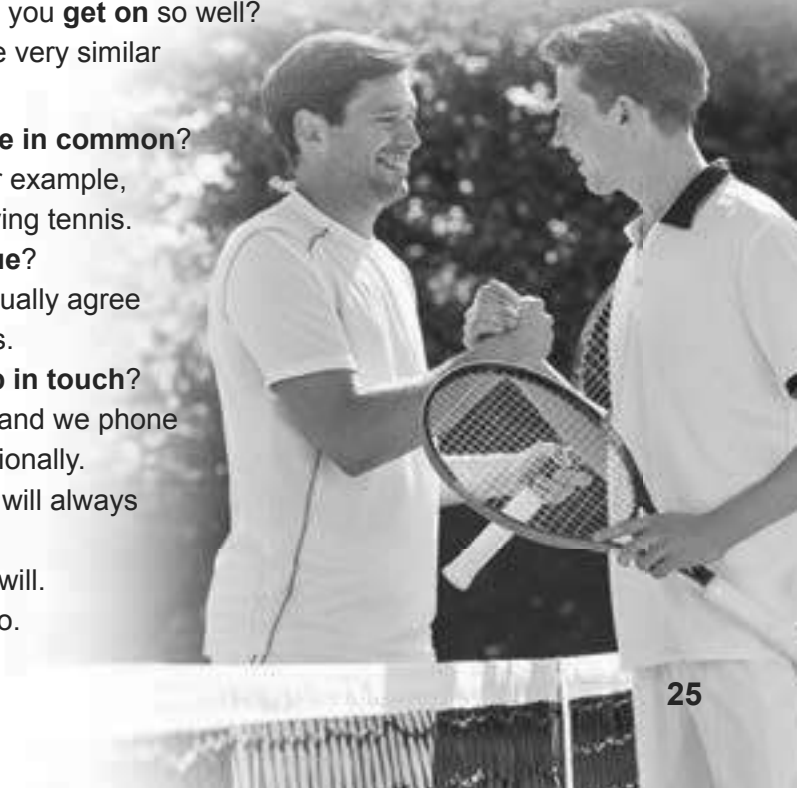 you get on so well?
e very similar
e in common?
r example,
ring tennis.
ue?
ually agree
s.
o in touch?
and we phone
ionally.
will always
will.
o.
25